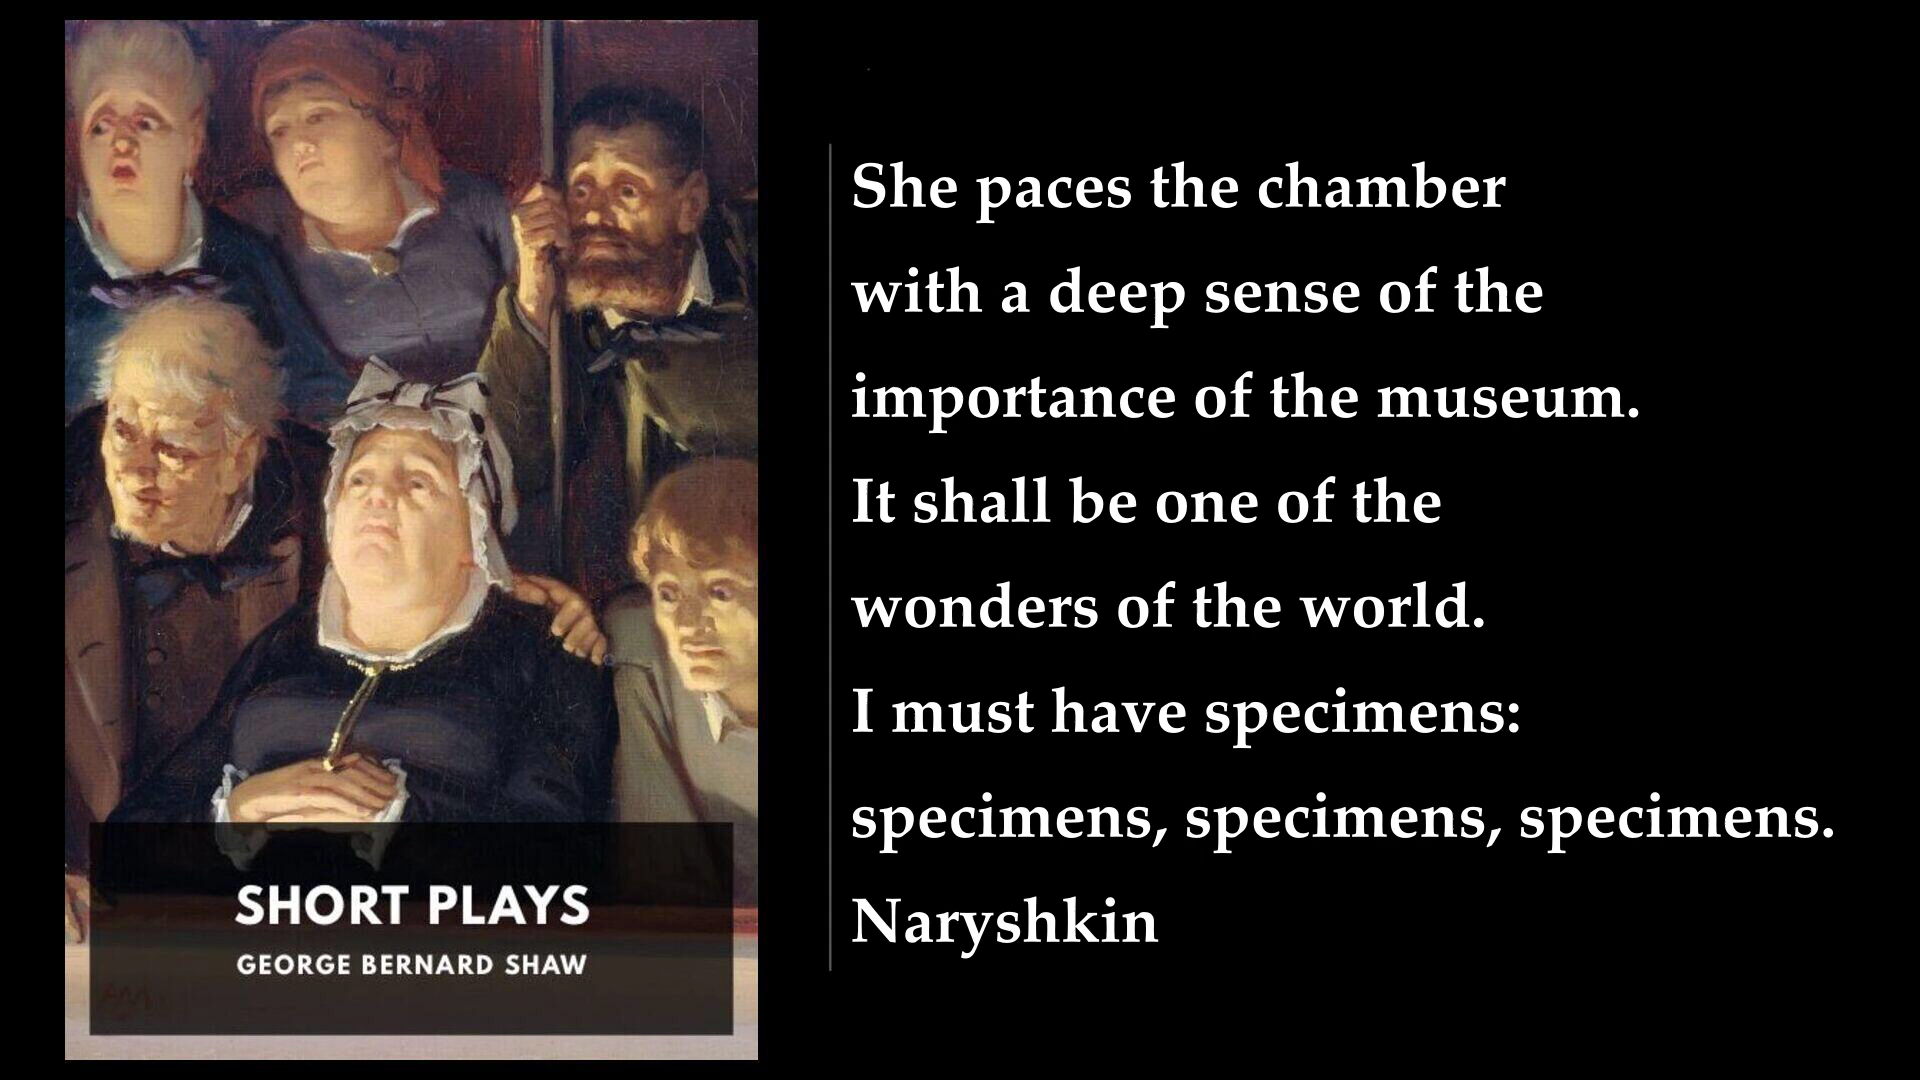 SHORT PLAYS
GEORGE BERNARD SHAW
She paces the chamber
with a deep sense of the
importance of the museum.
It shall be one of the
wonders of the world.
I must have specimens:
specimens, specimens, specimens.
Naryshkin